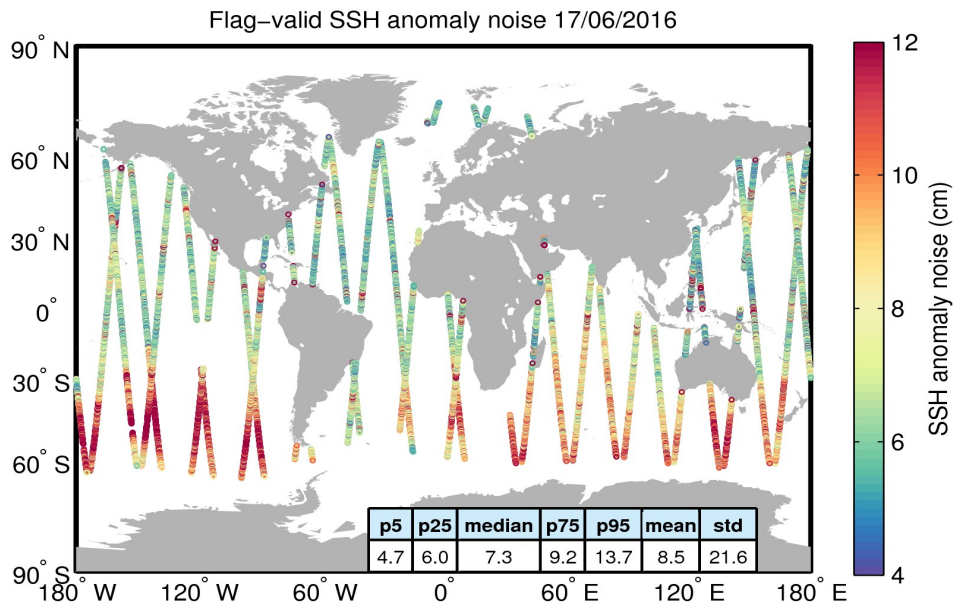 Flag−valid SSH anomaly noise 17/06/2016
90° N
60° N
30° N
0°
30° S
60° S
90° S
180° W
120° W
60° W
0°
60° E
120° E
180° E
p5 p25 median p75 p95 mean std
4.7 6.0 7.3 9.2 13.7 8.5 21.6
12
10
8
6
4
SSH anomaly noise (cm)